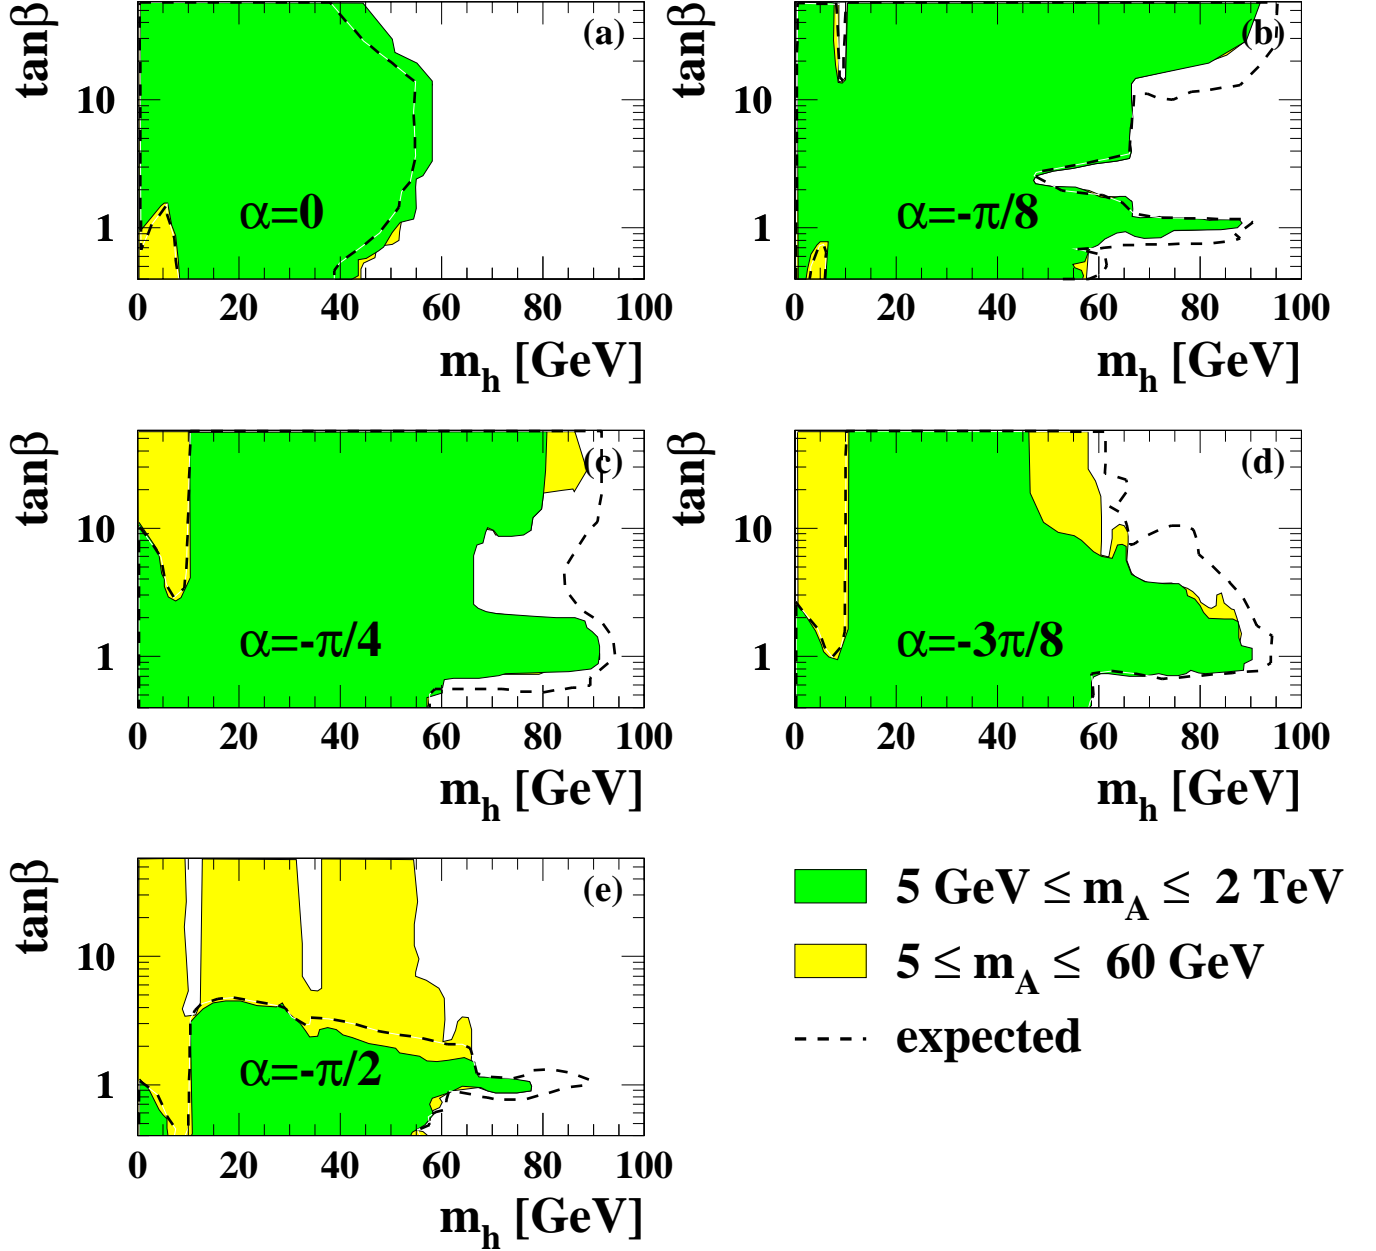 tanβ
10
1
(a)
α=0
0 20 40 60 80 100
m_h [GeV]
tanβ
10
1
(b)
α=-π/8
0 20 40 60 80 100
m_h [GeV]
tanβ
10
1
(c)
α=-π/4
0 20 40 60 80 100
m_h [GeV]
tanβ
10
1
(d)
α=-3π/8
0 20 40 60 80 100
m_h [GeV]
tanβ
10
1
(e)
α=-π/2
0 20 40 60 80 100
m_h [GeV]
5 GeV ≤ m_A ≤ 2 TeV
5 ≤ m_A ≤ 60 GeV
expected